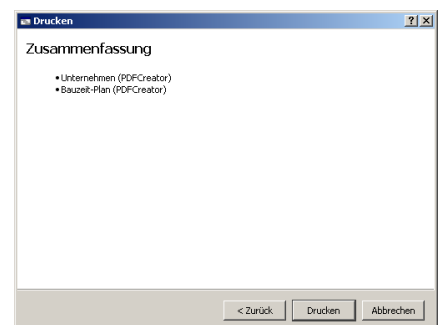 Drucken
Zusammenfassung
• Unternehmen (PDFCreator)
• Bauzeit-Plan (PDFCreator)
< Zurück Drucken Abbrechen